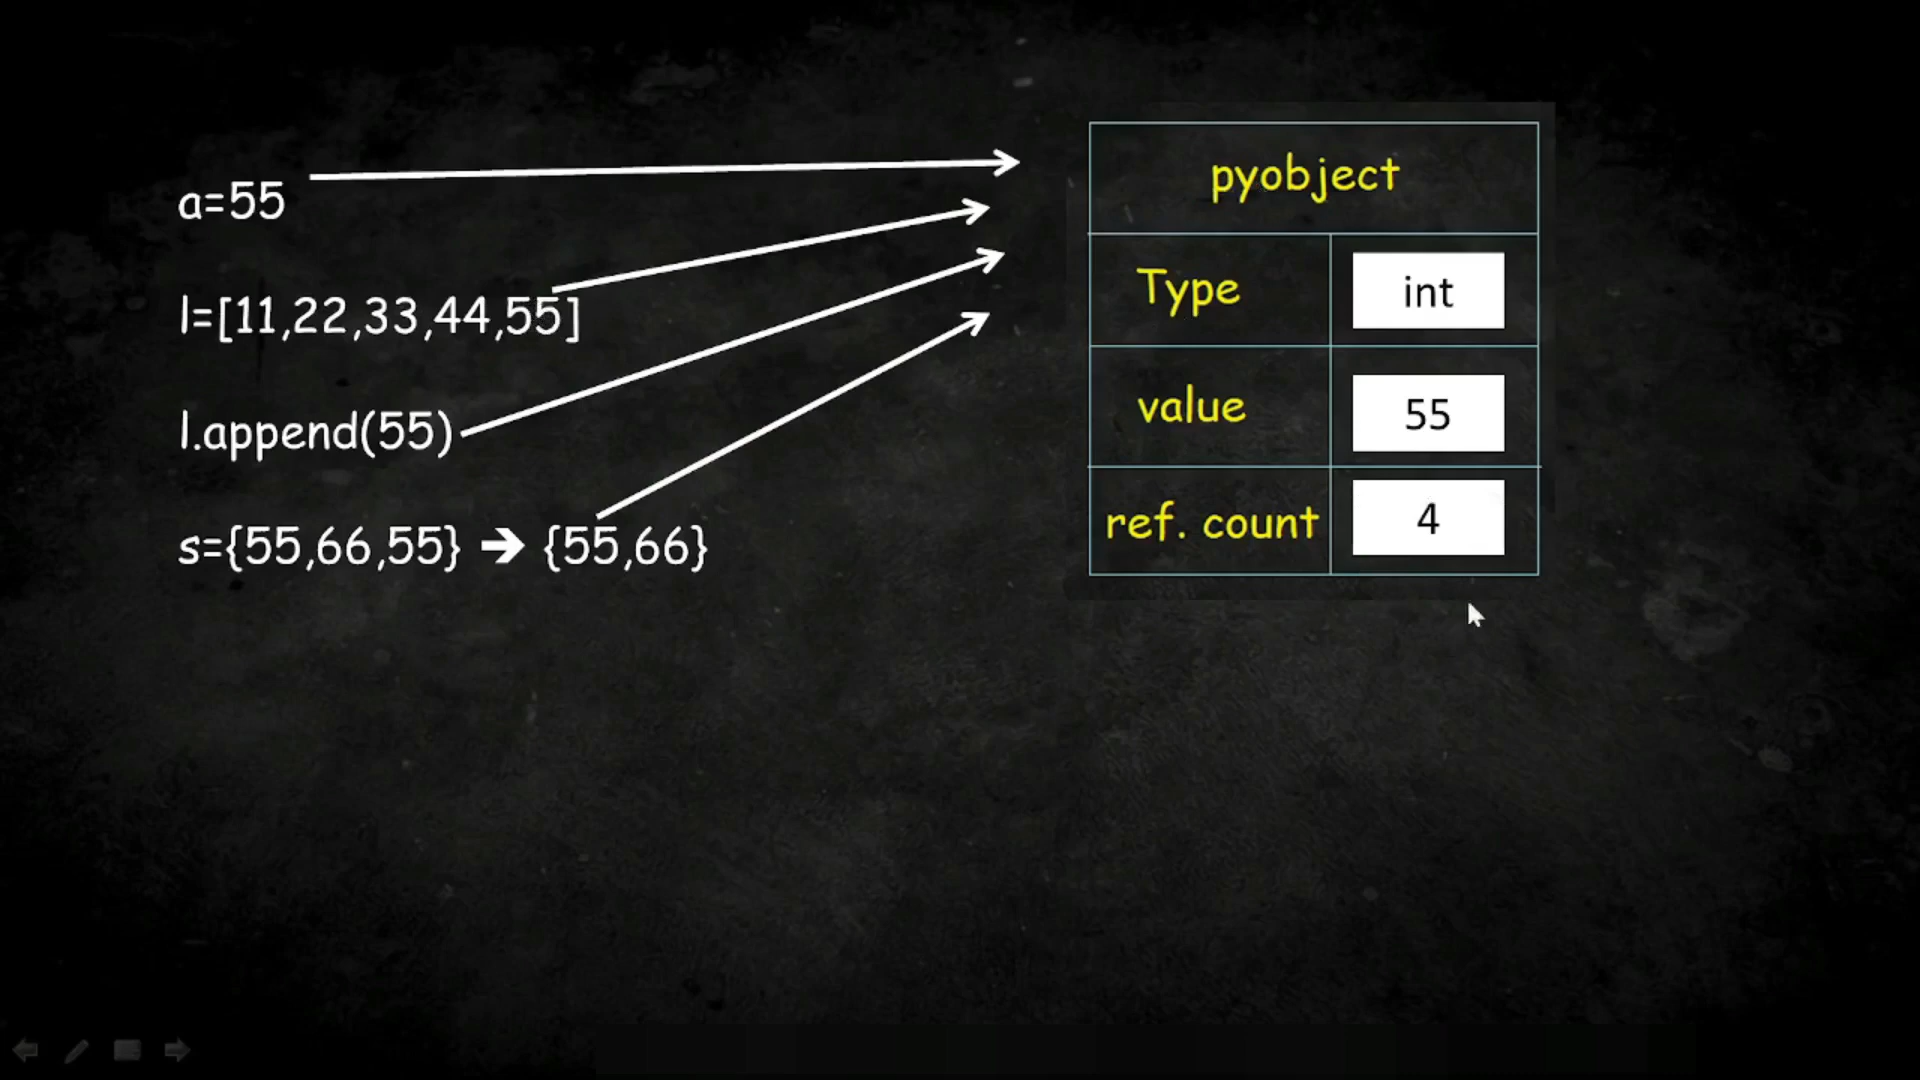 a=55
l=[11,22,33,44,55]
l.append(55)
s={55,66,55} ➔ {55,66}
pyobject
Type int
value 55
ref. count 4